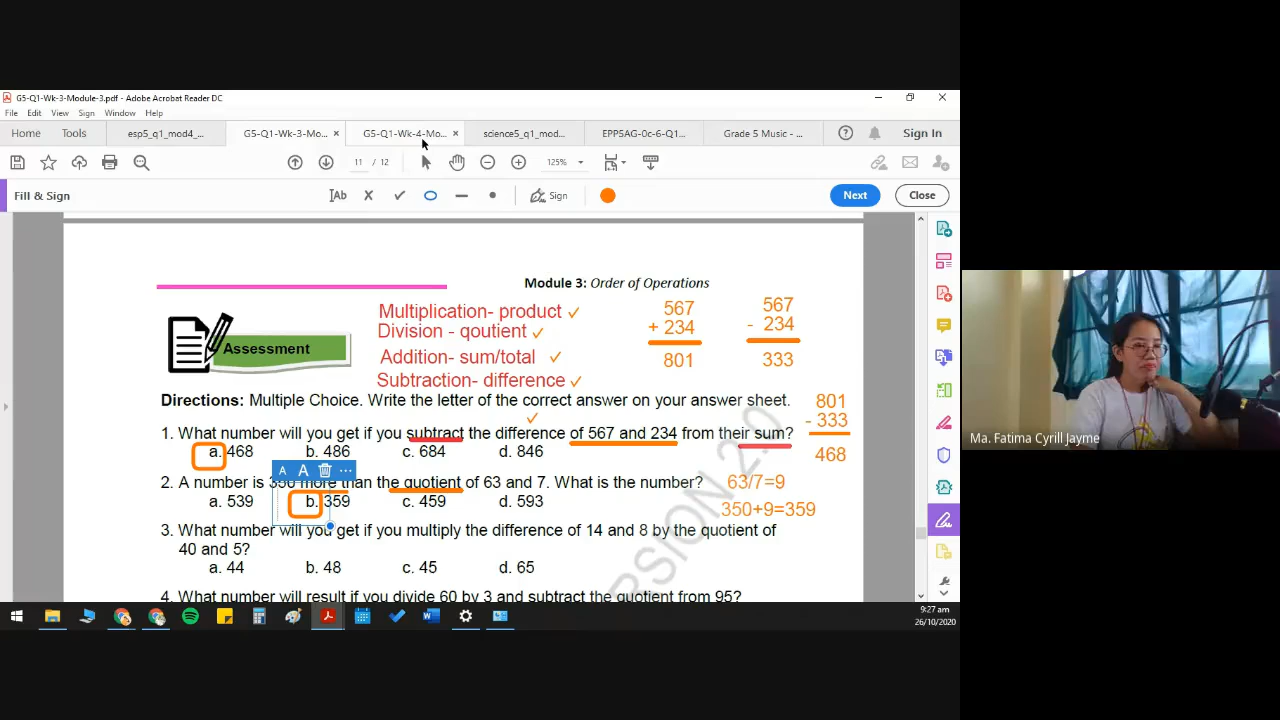 G5-Q1-Wk-3-Module-3.pdf - Adobe Acrobat Reader DC
File Edit View Sign Window Help
Home Tools esp5_q1_mod4_... G5-Q1-Wk-3-Mo... × G5-Q1-Wk-4-Mo... × science5_q1_mod... EPP5AG-0c-6-Q1... Grade 5 Music - ... Sign In
11 / 12 125%
Fill & Sign Ab Sign Next Close
Module 3: Order of Operations
Assessment
Multiplication- product ✓
Division - qoutient ✓
Addition- sum/total ✓
Subtraction- difference ✓
567
+ 234
801
567
- 234
333
Directions: Multiple Choice. Write the letter of the correct answer on your answer sheet.
1. What number will you get if you subtract the difference of 567 and 234 from their sum?
a. 468 b. 486 c. 684 d. 846
801
- 333
468
2. A number is 350 more than the quotient of 63 and 7. What is the number?
a. 539 b. 359 c. 459 d. 593
63/7=9
350+9=359
3. What number will you get if you multiply the difference of 14 and 8 by the quotient of
40 and 5?
a. 44 b. 48 c. 45 d. 65
4. What number will result if you divide 60 by 3 and subtract the quotient from 95?
RSION 2.0
A A
Ma. Fatima Cyrill Jayme
9:27 am
26/10/2020